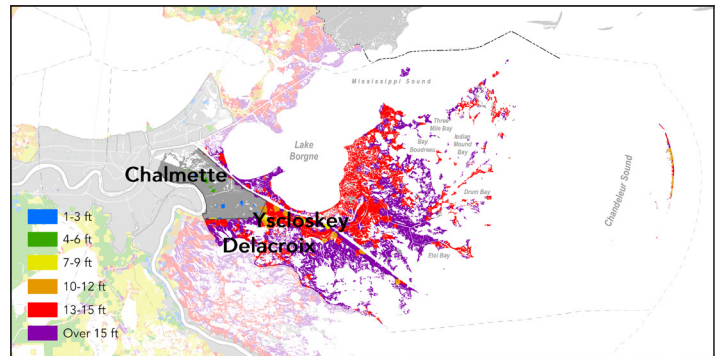 Mississippi Sound
Lake
Borgne
Three
Mile Bay
Bay
Boudreau
Indian
Mound
Bay
Chalmette
Drum Bay
Chandeleur Sound
Yscloskey
Delacroix
Eloi Bay
1-3 ft
4-6 ft
7-9 ft
10-12 ft
13-15 ft
Over 15 ft